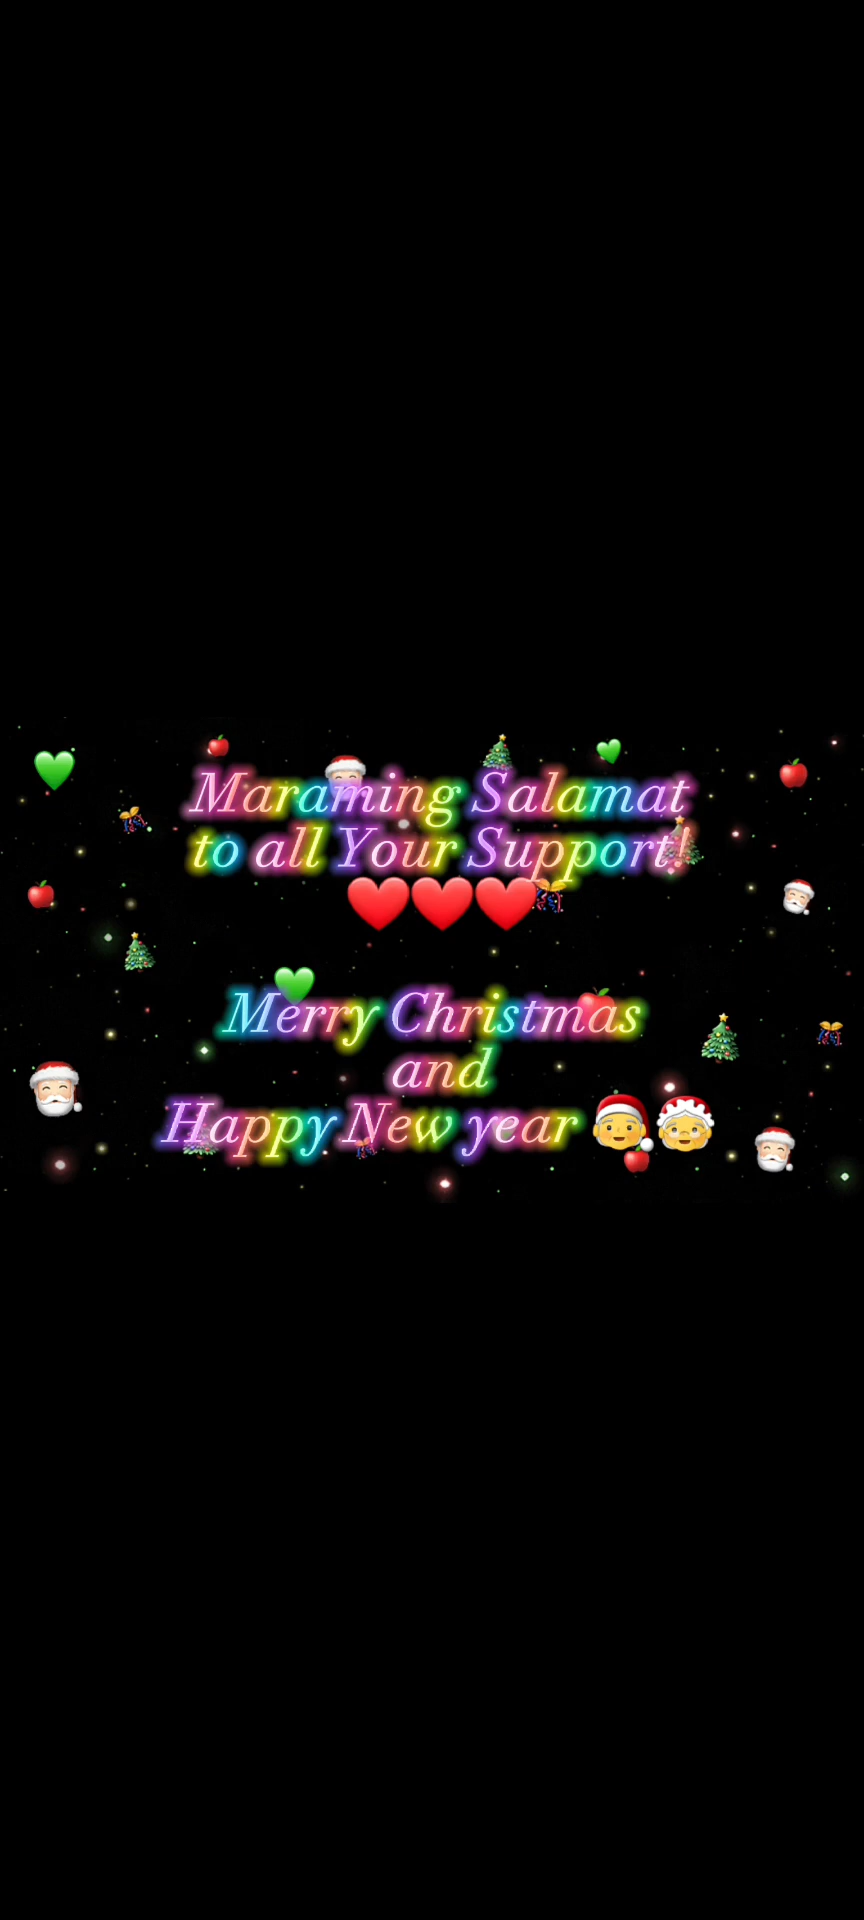 Maraming Salamat
to all Your Support!
❤️❤️❤️
Merry Christmas
and
Happy New year 🎅🤶